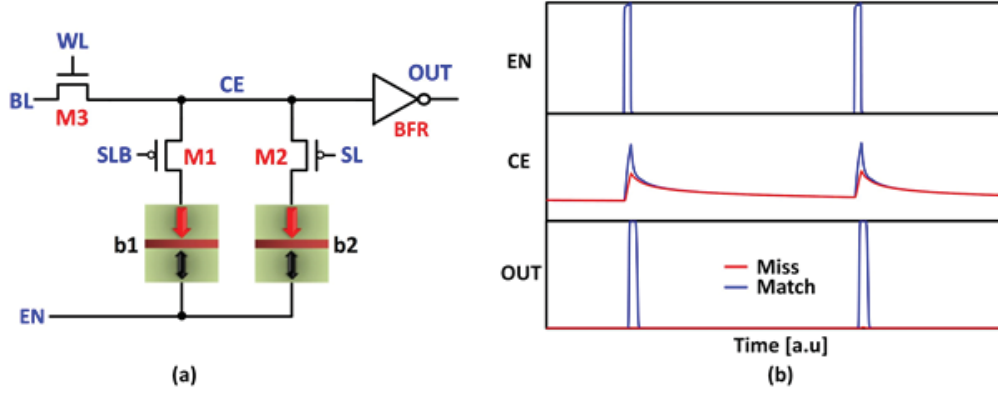 WL
BL
M3
CE
OUT
BFR
SLB
M1
M2
SL
b1
b2
EN
(a)
EN
CE
OUT
Miss
Match
Time [a.u]
(b)